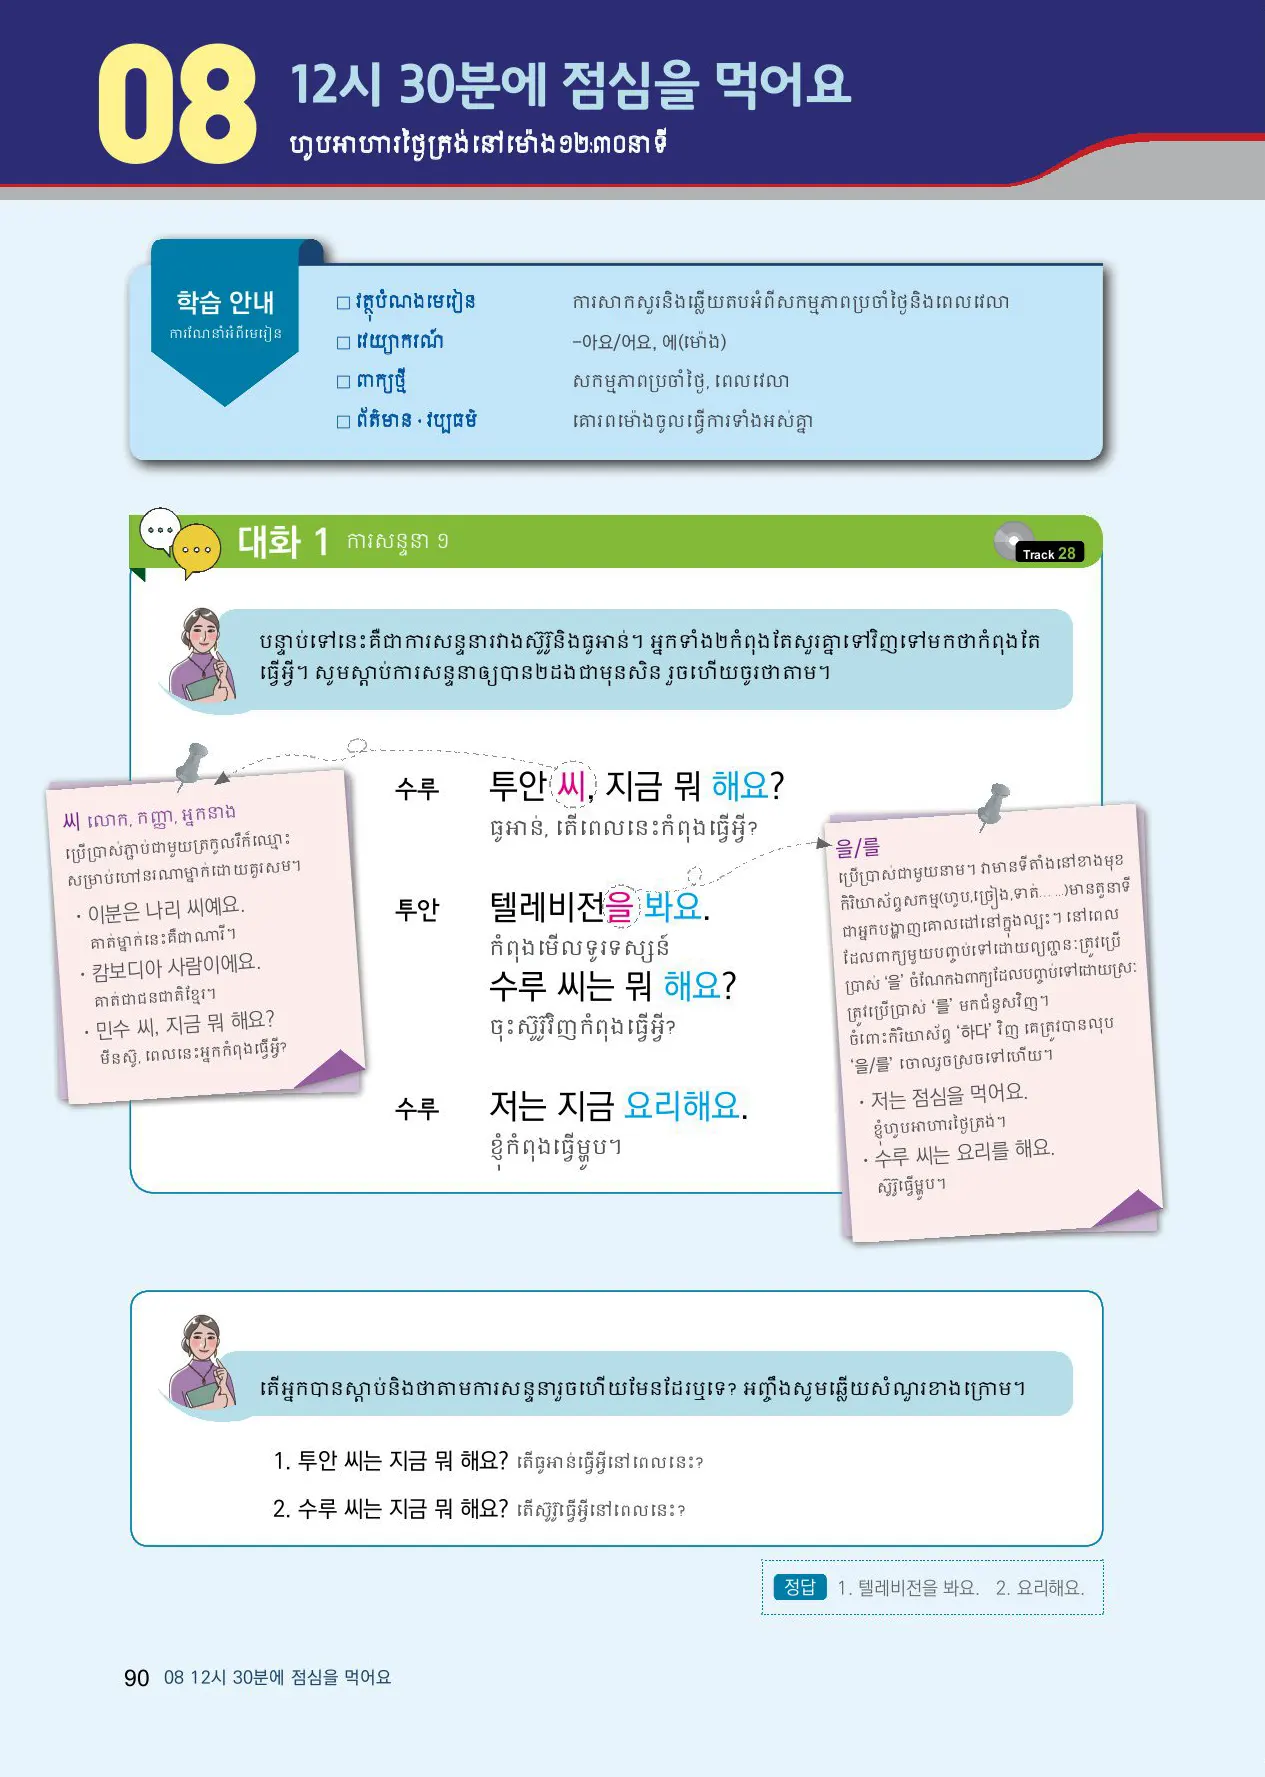 08
12시 30분에 점심을 먹어요
ហូបអាហារថ្ងៃត្រង់នៅម៉ោង១២:៣០នាទី
학습 안내
ការណែនាំអំពីមេរៀន
□ វត្ថុបំណងមេរៀន ការសាកសួរនិងឆ្លើយតបអំពីសកម្មភាពប្រចាំថ្ងៃនិងពេលវេលា
□ វេយ្យាករណ៍ –아요/어요, 에(ម៉ោង)
□ ពាក្យថ្មី សកម្មភាពប្រចាំថ្ងៃ, ពេលវេលា
□ ព័ត៌មាន · វប្បធម៌ គោរពម៉ោងចូលធ្វើការទាំងអស់គ្នា
대화 1 ការសន្ទនា ១
Track 28
បន្ទាប់ទៅនេះគឺជាការសន្ទនារវាងស៊ូរ៉ូនិងធូអាន់។ អ្នកទាំង២កំពុងតែសួរគ្នាទៅវិញទៅមកថាកំពុងតែ
ធ្វើអ្វី។ សូមស្តាប់ការសន្ទនាឲ្យបាន២ដងជាមុនសិន រួចហើយចូរថាតាម។
수루 투안 씨, 지금 뭐 해요?
ធូអាន់, តើពេលនេះកំពុងធ្វើអ្វី?
투안 텔레비전을 봐요.
កំពុងមើលទូរទស្សន៍
수루 씨는 뭐 해요?
ចុះស៊ូរ៉ូវិញកំពុងធ្វើអ្វី?
수루 저는 지금 요리해요.
ខ្ញុំកំពុងធ្វើម្ហូប។
씨 លោក, កញ្ញា, អ្នកនាង
ប្រើប្រាស់ភ្ជាប់ជាមួយត្រកូលរឺក៏ឈ្មោះ
សម្រាប់ហៅនរណាម្នាក់ដោយគួរសម។
· 이분은 나리 씨예요.
គាត់ម្នាក់នេះគឺជាណារី។
· 캄보디아 사람이에요.
គាត់ជាជនជាតិខ្មែរ។
· 민수 씨, 지금 뭐 해요?
មីនស៊ូ, ពេលនេះអ្នកកំពុងធ្វើអ្វី?
을/를
ប្រើប្រាស់ជាមួយនាម។ វាមានទីតាំងនៅខាងមុខ
កិរិយាស័ព្ទសកម្ម(ហូប,ច្រៀង,ទាត់... ...)មានតួនាទី
ជាអ្នកបង្ហាញគោលដៅនៅក្នុងល្បះ។ នៅពេល
ដែលពាក្យមួយបញ្ចប់ទៅដោយព្យព្ជានៈត្រូវប្រើ
ប្រាស់ ‘을’ ចំណែកឯពាក្យដែលបញ្ចប់ទៅដោយស្រៈ
ត្រូវប្រើប្រាស់ ‘를’ មកជំនួសវិញ។
ចំពោះកិរិយាស័ព្ទ ‘하다’ វិញ គេត្រូវបានលុប
‘을/를’ ចោលរួចស្រេចទៅហើយ។
· 저는 점심을 먹어요.
ខ្ញុំហូបអាហារថ្ងៃត្រង់។
· 수루 씨는 요리를 해요.
ស៊ូរ៉ូធ្វើម្ហូប។
តើអ្នកបានស្តាប់និងថាតាមការសន្ទនារួចហើយមែនដែរឬទេ? អញ្ចឹងសូមឆ្លើយសំណួរខាងក្រោម។
1. 투안 씨는 지금 뭐 해요? តើធូអាន់ធ្វើអ្វីនៅពេលនេះ?
2. 수루 씨는 지금 뭐 해요? តើស៊ូរ៉ូធ្វើអ្វីនៅពេលនេះ?
정답 1. 텔레비전을 봐요. 2. 요리해요.
90 08 12시 30분에 점심을 먹어요